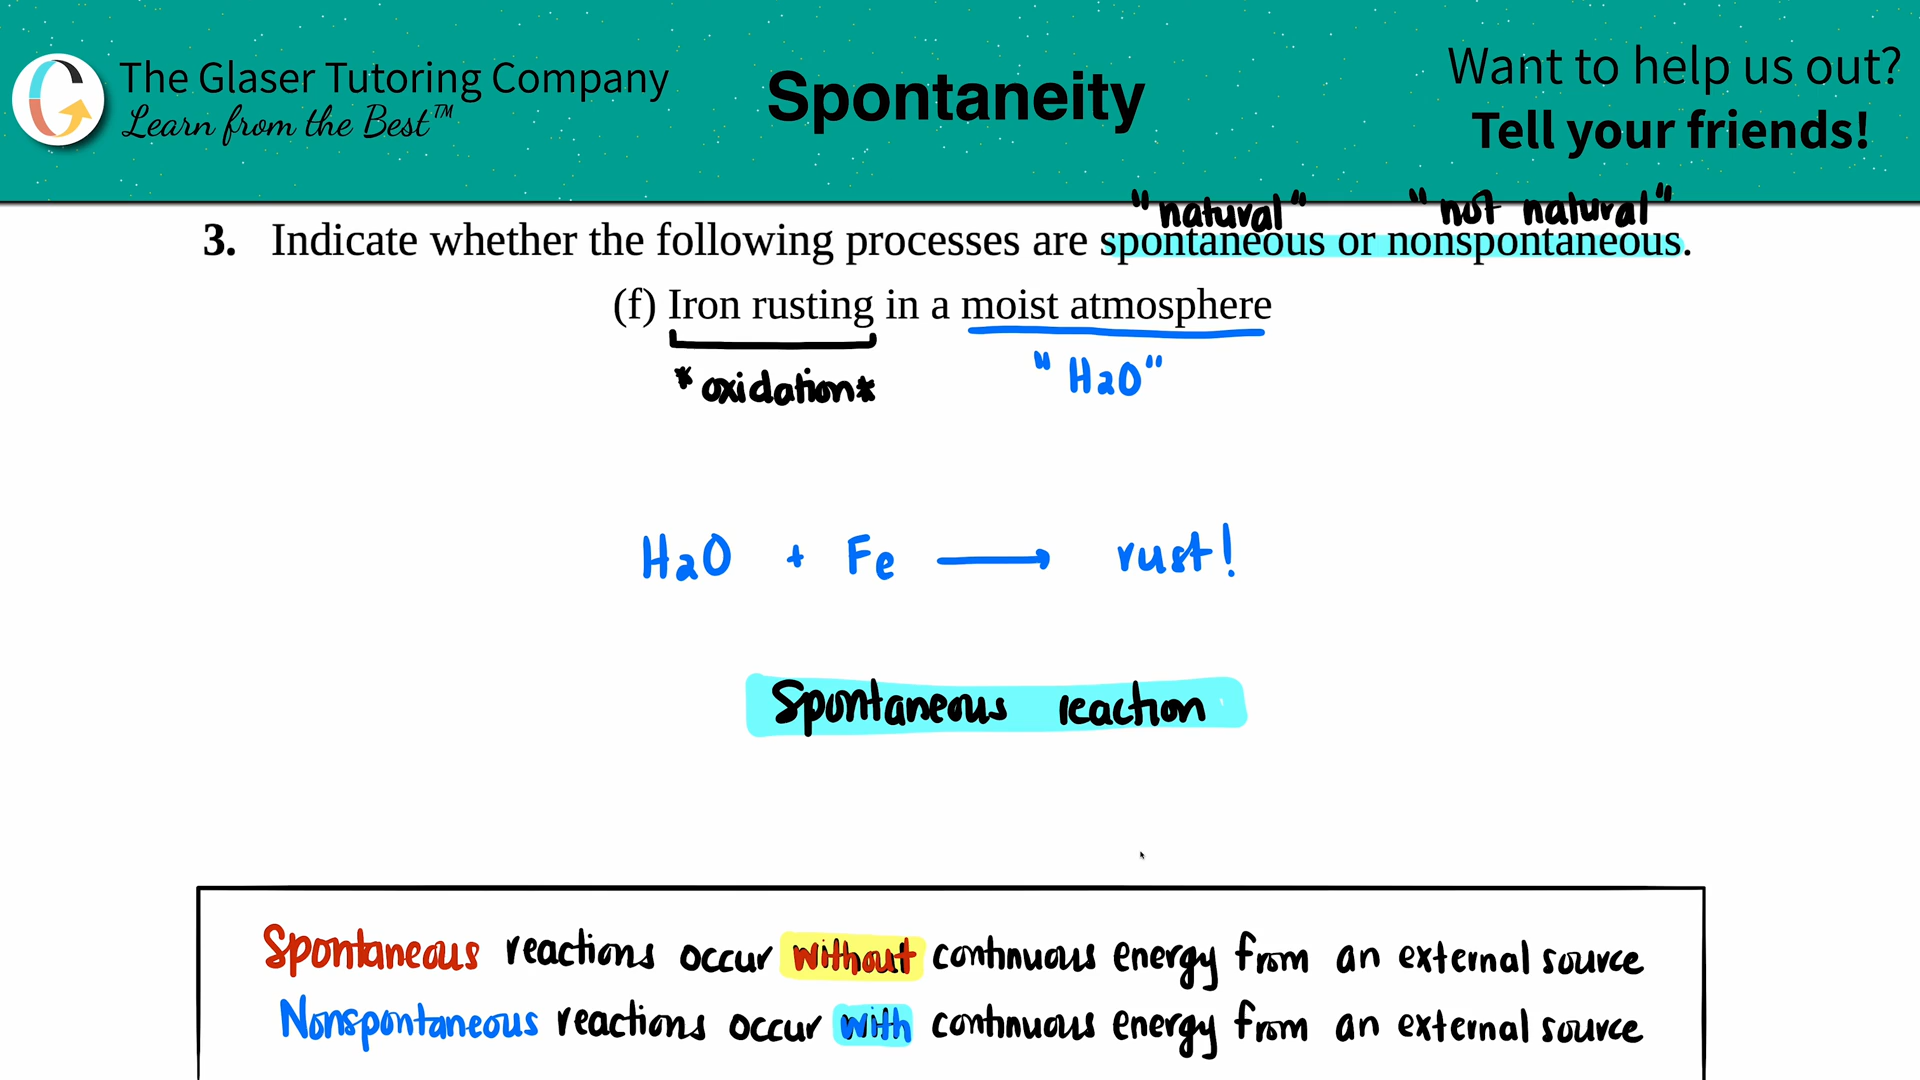 The Glaser Tutoring Company
Learn from the Best™
Spontaneity
Want to help us out?
Tell your friends!
"natural" "not natural"
3. Indicate whether the following processes are spontaneous or nonspontaneous.
(f) Iron rusting in a moist atmosphere
*oxidation* "H2O"
H2O + Fe → rust!
Spontaneous reaction
Spontaneous reactions occur without continuous energy from an external source
Nonspontaneous reactions occur with continuous energy from an external source